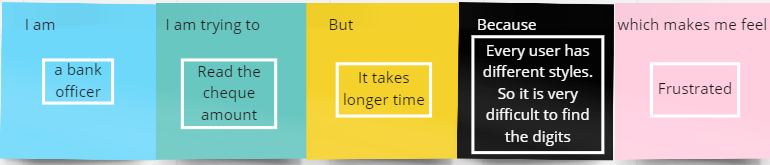 I am
a bank
officer
I am trying to
Read the
cheque
amount
But
It takes
longer time
Because
Every user has
different styles.
So it is very
difficult to find
the digits
which makes me feel
Frustrated